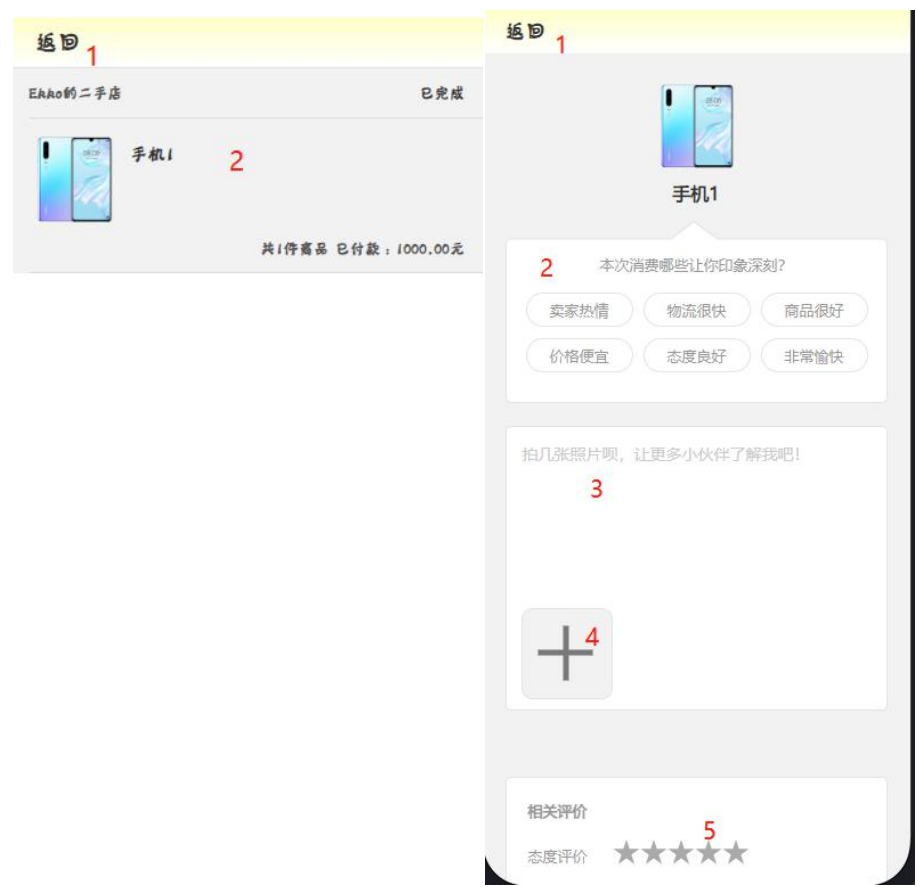 返回
1
Ekko的二手店
已完成
手机1
2
共1件商品 已付款：1000.00元
返回
1
手机1
2
本次消费哪些让你印象深刻?
卖家热情 物流很快 商品很好
价格便宜 态度良好 非常愉快
拍几张照片呗，让更多小伙伴了解我吧!
3
4
相关评价
5
态度评价